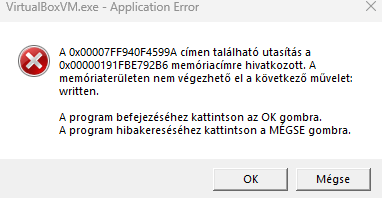 VirtualBoxVM.exe - Application Error
A 0x00007FF940F4599A címen található utasítás a
0x00000191FBE792B6 memóriacímre hivatkozott. A
memóriaterületen nem végezhető el a következő művelet:
written.
A program befejezéséhez kattintson az OK gombra.
A program hibakereséséhez kattintson a MÉGSE gombra.
OK
Mégse